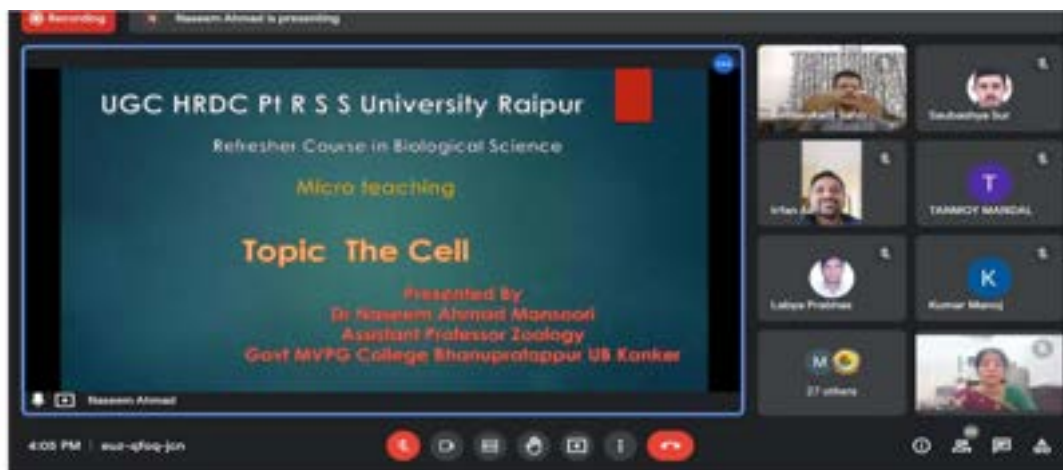 Recording
Naseem Ahmad is presenting
UGC HRDC Pt R S S University Raipur
Refresher Course in Biological Science
Micro teaching
Topic The Cell
Presented By
Dr Naseem Ahmad Mansoori
Assistant Professor Zoology
Govt MVPG College Bhanupratappur UB Kanker
Naseem Ahmad
Saubashya Sur
Irfan
T
TANMOY MANDAL
Labya Prabhas
K
Kumar Manoj
M
27 others
4:05 PM